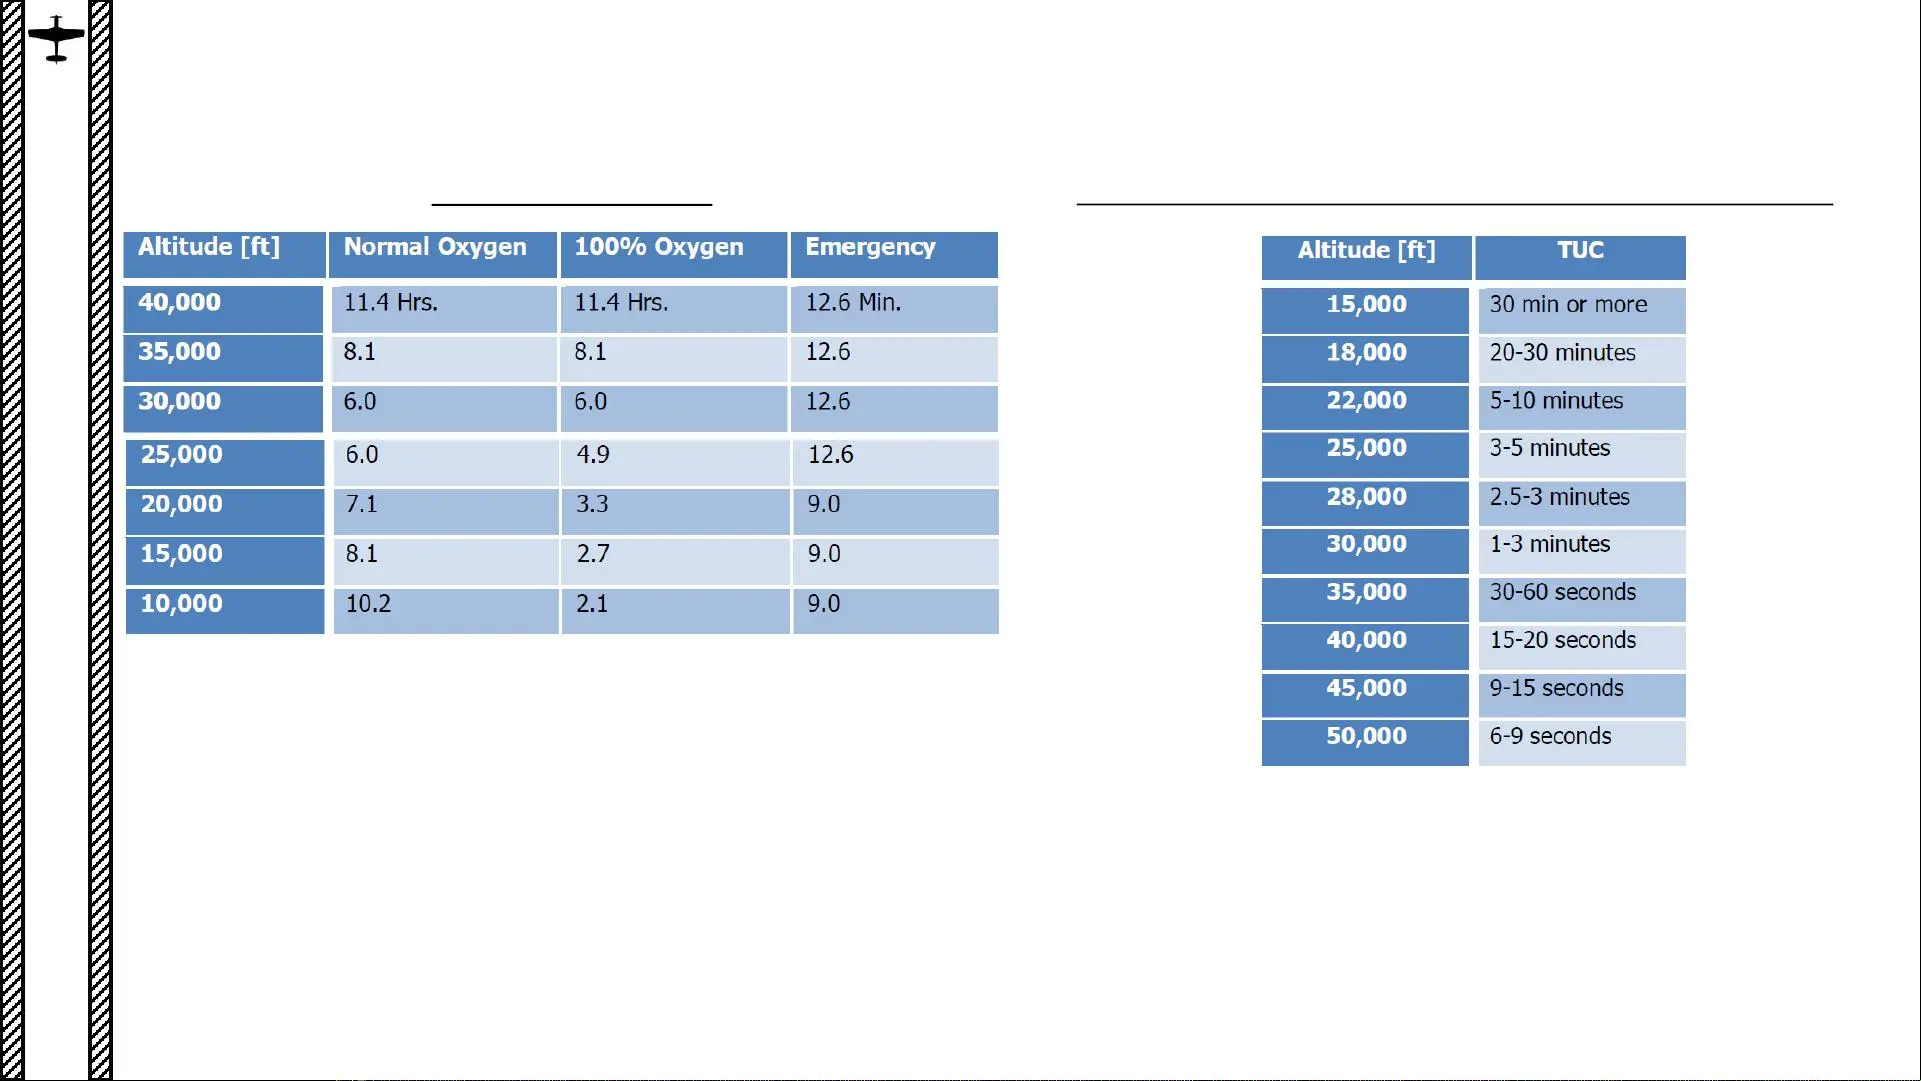 Altitude [ft] Normal Oxygen 100% Oxygen Emergency
40,000 11.4 Hrs. 11.4 Hrs. 12.6 Min.
35,000 8.1 8.1 12.6
30,000 6.0 6.0 12.6
25,000 6.0 4.9 12.6
20,000 7.1 3.3 9.0
15,000 8.1 2.7 9.0
10,000 10.2 2.1 9.0
Altitude [ft] TUC
15,000 30 min or more
18,000 20-30 minutes
22,000 5-10 minutes
25,000 3-5 minutes
28,000 2.5-3 minutes
30,000 1-3 minutes
35,000 30-60 seconds
40,000 15-20 seconds
45,000 9-15 seconds
50,000 6-9 seconds